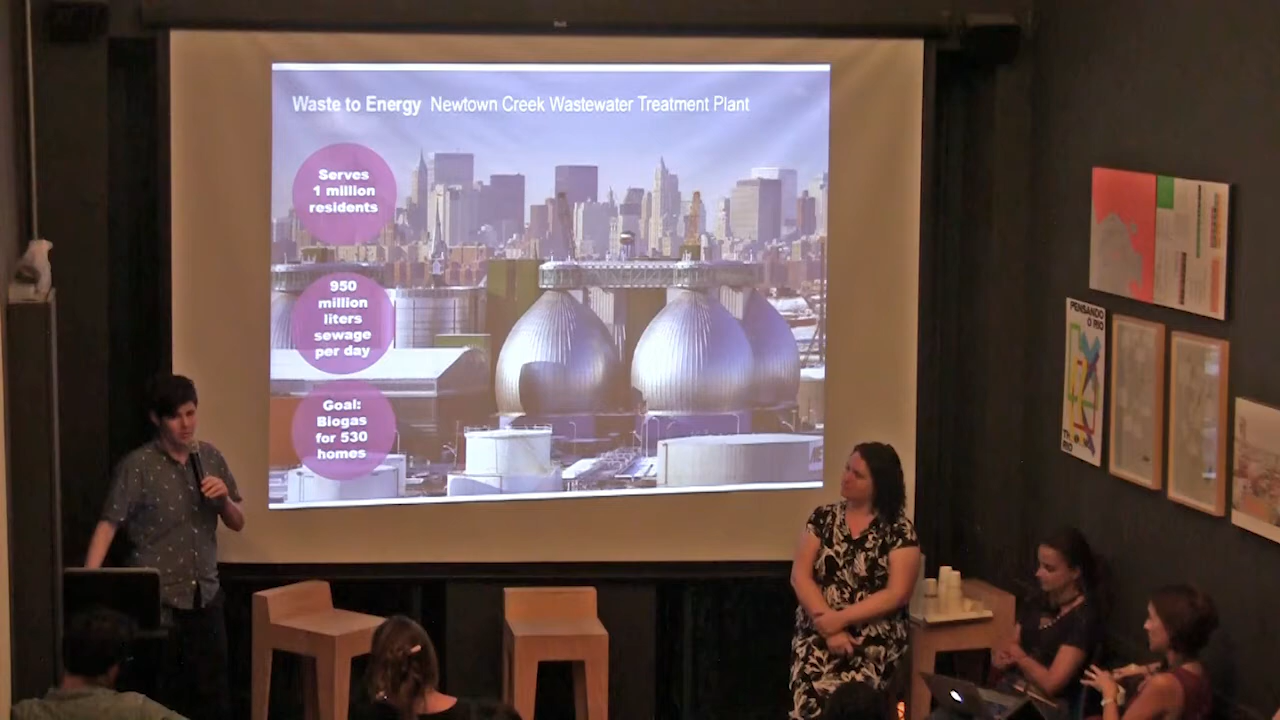 Waste to Energy Newtown Creek Wastewater Treatment Plant
Serves
1 million
residents
950
million
liters
sewage
per day
Goal:
Biogas
for 530
homes
PENSANDO
O RIO